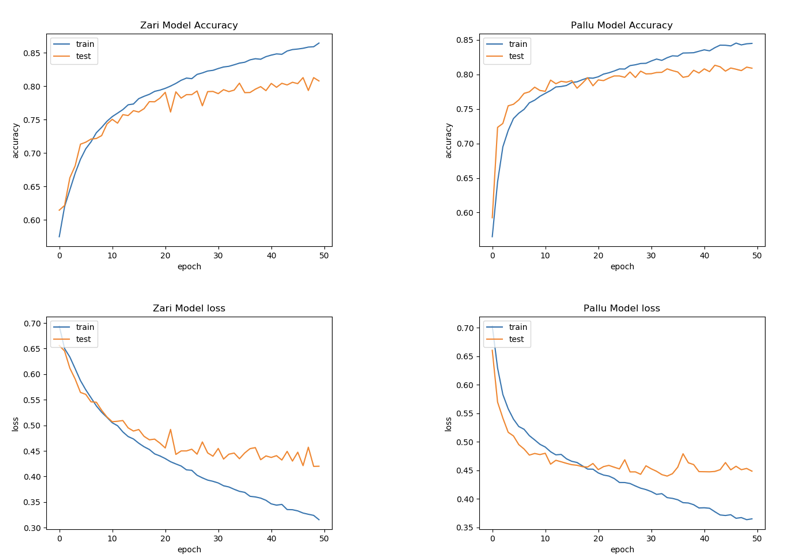 Zari Model Accuracy
train
test
accuracy
0.85
0.80
0.75
0.70
0.65
0.60
0 10 20 30 40 50
epoch
Pallu Model Accuracy
train
test
accuracy
0.85
0.80
0.75
0.70
0.65
0.60
0 10 20 30 40 50
epoch
Zari Model loss
train
test
loss
0.70
0.65
0.60
0.55
0.50
0.45
0.40
0.35
0.30
0 10 20 30 40 50
epoch
Pallu Model loss
train
test
loss
0.70
0.65
0.60
0.55
0.50
0.45
0.40
0.35
0 10 20 30 40 50
epoch